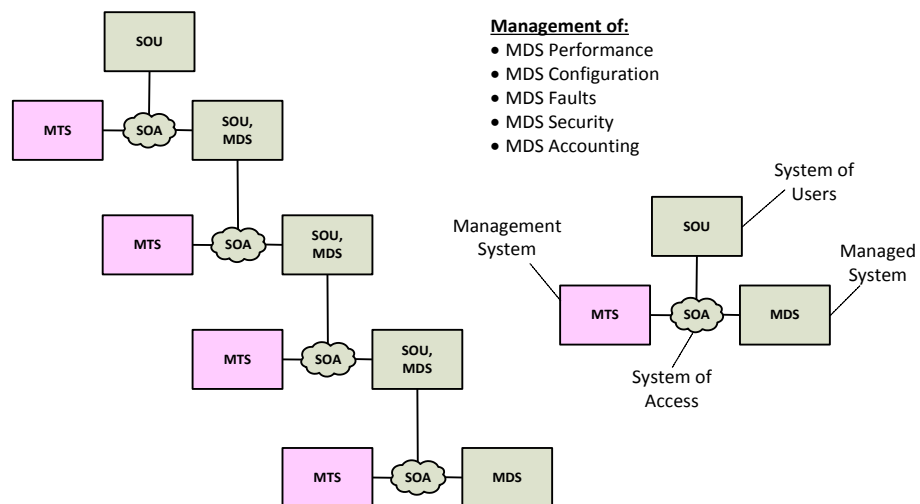 SOU
MTS
SOA
SOU,
MDS
MTS
SOA
SOU,
MDS
MTS
SOA
SOU,
MDS
MTS
SOA
MDS
Management of:
• MDS Performance
• MDS Configuration
• MDS Faults
• MDS Security
• MDS Accounting
System of
Users
SOU
Management
System
Managed
System
MTS
SOA
MDS
System of
Access